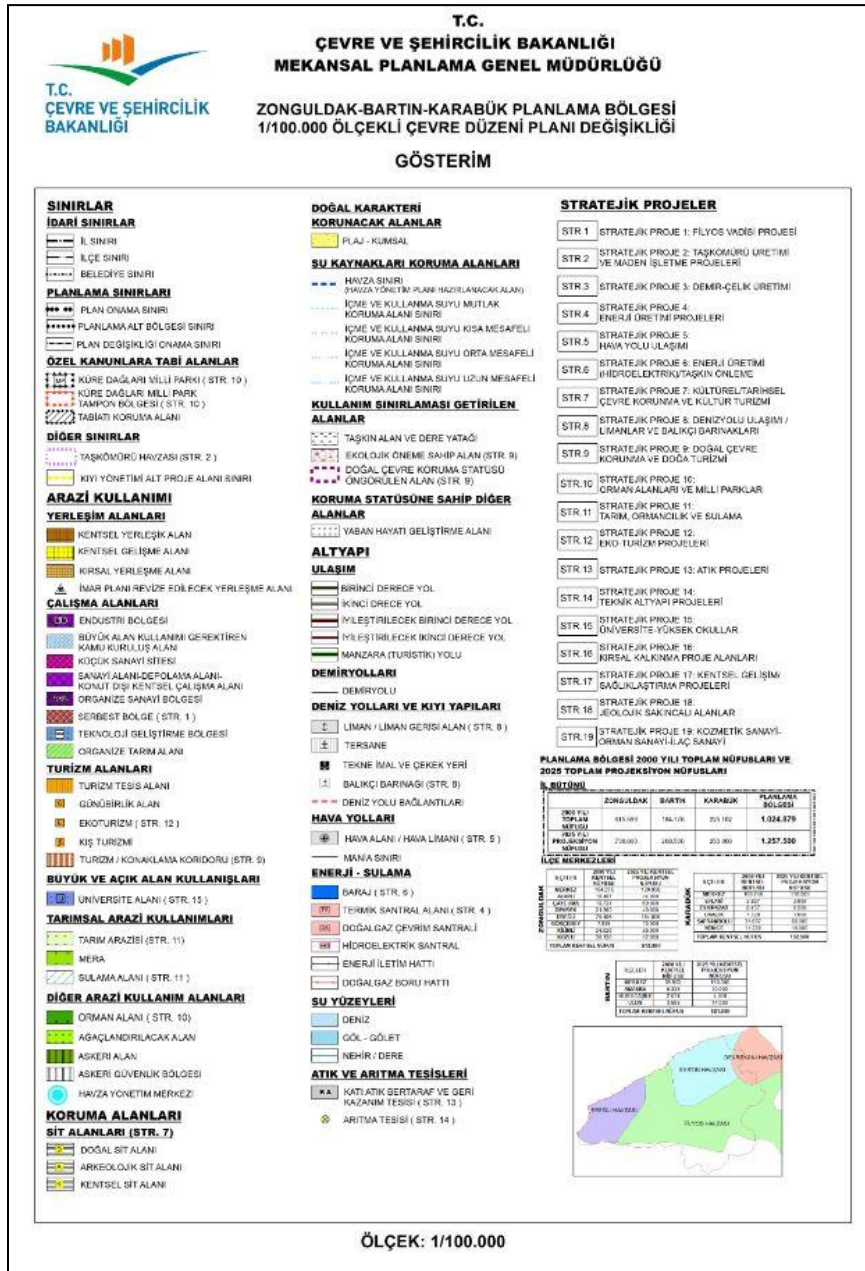 T.C.
ÇEVRE VE ŞEHİRCİLİK BAKANLIĞI
MEKANSAL PLANLAMA GENEL MÜDÜRLÜĞÜ
T.C.
ÇEVRE VE ŞEHİRCİLİK
BAKANLIĞI
ZONGULDAK-BARTIN-KARABÜK PLANLAMA BÖLGESİ
1/100.000 ÖLÇEKLİ ÇEVRE DÜZENİ PLANI DEĞİŞİKLİĞİ
GÖSTERİM
SINIRLAR
İDARİ SINIRLAR
İL SINIRI
İLÇE SINIRI
BELEDİYE SINIRI
PLANLAMA SINIRLARI
PLAN ONAMA SINIRI
PLANLAMA ALT BÖLGESİ SINIRI
PLAN DEĞİŞİKLİĞİ ONAMA SINIRI
ÖZEL KANUNLARA TABİ ALANLAR
KÜRE DAĞLARI MİLLİ PARKI ( STR. 10 )
KÜRE DAĞLARI MİLLİ PARK
TAMPON BÖLGESİ ( STR. 10 )
TABİATI KORUMA ALANI
DİĞER SINIRLAR
TAŞKÖMÜRÜ HAVZASI ( STR. 2 )
KIYI YÖNETİMİ ALT PROJE ALANI SINIRI
ARAZİ KULLANIMI
YERLEŞİM ALANLARI
KENTSEL YERLEŞİK ALAN
KENTSEL GELİŞME ALANI
KIRSAL YERLEŞME ALANI
İMAR PLANI REVİZE EDİLECEK YERLEŞME ALANI
ÇALIŞMA ALANLARI
ENDÜSTRİ BÖLGESİ
BÜYÜK ALAN KULLANIMI GEREKTİREN
KAMU KURULUŞ ALANI
KÜÇÜK SANAYİ SİTESİ
SANAYİ ALANI-DEPOLAMA ALANI-
KONUT DIŞI KENTSEL ÇALIŞMA ALANI
ORGANİZE SANAYİ BÖLGESİ
SERBEST BÖLGE ( STR. 1 )
TEKNOLOJİ GELİŞTİRME BÖLGESİ
ORGANİZE TARIM ALANI
TURİZM ALANLARI
TURİZM TESİS ALANI
GÜNÜBİRLİK ALAN
EKOTURİZM ( STR. 12 )
KIŞ TURİZMİ
TURİZM / KONAKLAMA KORİDORU (STR. 9)
BÜYÜK VE AÇIK ALAN KULLANIŞLARI
ÜNİVERSİTE ALANI ( STR. 15 )
TARIMSAL ARAZİ KULLANIMLARI
TARIM ARAZİSİ (STR. 11)
MERA
SULAMA ALANI ( STR. 11 )
DİĞER ARAZİ KULLANIM ALANLARI
ORMAN ALANI ( STR. 10)
AĞAÇLANDIRILACAK ALAN
ASKERİ ALAN
ASKERİ GÜVENLİK BÖLGESİ
HAVZA YÖNETİM MERKEZİ
KORUMA ALANLARI
SİT ALANLARI (STR. 7)
DOĞAL SİT ALANI
ARKEOLOJİK SİT ALANI
KENTSEL SİT ALANI
DOĞAL KARAKTERİ
KORUNACAK ALANLAR
PLAJ - KUMSAL
SU KAYNAKLARI KORUMA ALANLARI
HAVZA SINIRI
(HAVZA YÖNETİM PLANI HAZIRLANACAK ALAN)
İÇME VE KULLANMA SUYU MUTLAK
KORUMA ALANI SINIRI
İÇME VE KULLANMA SUYU KISA MESAFELİ
KORUMA ALANI SINIRI
İÇME VE KULLANMA SUYU ORTA MESAFELİ
KORUMA ALANI SINIRI
İÇME VE KULLANMA SUYU UZUN MESAFELİ
KORUMA ALANI SINIRI
KULLANIM SINIRLAMASI GETİRİLEN
ALANLAR
TAŞKIN ALAN VE DERE YATAĞI
EKOLOJİK ÖNEME SAHİP ALAN (STR. 9)
DOĞAL ÇEVRE KORUMA STATÜSÜ
ÖNGÖRÜLEN ALAN (STR. 9)
KORUMA STATÜSÜNE SAHİP DİĞER
ALANLAR
YABAN HAYATI GELİŞTİRME ALANI
ALTYAPI
ULAŞIM
BİRİNCİ DERECE YOL
İKİNCİ DRECE YOL
İYİLEŞTİRİLECEK BİRİNCİ DERECE YOL
İYİLEŞTİRİLECEK İKİNCİ DERECE YOL
MANZARA (TURİSTİK) YOLU
DEMİRYOLLARI
DEMİRYOLU
DENİZ YOLLARI VE KIYI YAPILARI
LİMAN / LİMAN GERİSİ ALAN ( STR. 8 )
TERSANE
TEKNE İMAL VE ÇEKEK YERİ
BALIKÇI BARINAĞI (STR. 8)
DENİZ YOLU BAĞLANTILARI
HAVA YOLLARI
HAVA ALANI / HAVA LİMANI ( STR. 5 )
MANİA SINIRI
ENERJİ - SULAMA
BARAJ ( STR. 6 )
TERMİK SANTRAL ALANI ( STR. 4 )
DOĞALGAZ ÇEVRİM SANTRALİ
HİDROELEKTRİK SANTRAL
ENERJİ İLETİM HATTI
DOĞALGAZ BORU HATTI
SU YÜZEYLERİ
DENİZ
GÖL - GÖLET
NEHİR / DERE
ATIK VE ARITMA TESİSLERİ
KA KATI ATIK BERTARAF VE GERİ
KAZANIM TESİSİ ( STR. 13 )
ARITMA TESİSİ ( STR. 14 )
STRATEJİK PROJELER
STR.1 STRATEJİK PROJE 1: FİLYOS VADİSİ PROJESİ
STR.2 STRATEJİK PROJE 2: TAŞKÖMÜRÜ ÜRETİMİ
VE MADEN İŞLETME PROJELERİ
STR.3 STRATEJİK PROJE 3: DEMİR-ÇELİK ÜRETİMİ
STR.4 STRATEJİK PROJE 4:
ENERJİ ÜRETİMİ PROJELERİ
STR.5 STRATEJİK PROJE 5:
HAVA YOLU ULAŞIMI
STR.6 STRATEJİK PROJE 6: ENERJİ ÜRETİMİ
(HİDROELEKTRİK)/TAŞKIN ÖNLEME
STR.7 STRATEJİK PROJE 7: KÜLTÜREL/TARİHSEL
ÇEVRE KORUNMA VE KÜLTÜR TURİZMİ
STR.8 STRATEJİK PROJE 8: DENİZYOLU ULAŞIMI /
LİMANLAR VE BALIKÇI BARINAKLARI
STR.9 STRATEJİK PROJE 9: DOĞAL ÇEVRE
KORUNMA VE DOĞA TURİZMİ
STR.10 STRATEJİK PROJE 10:
ORMAN ALANLARI VE MİLLİ PARKLAR
STR.11 STRATEJİK PROJE 11:
TARIM, ORMANCILIK VE SULAMA
STR.12 STRATEJİK PROJE 12:
EKO-TURİZM PROJELERİ
STR.13 STRATEJİK PROJE 13: ATIK PROJELERİ
STR.14 STRATEJİK PROJE 14:
TEKNİK ALTYAPI PROJELERİ
STR.15 STRATEJİK PROJE 15:
ÜNİVERSİTE-YÜKSEK OKULLAR
STR.16 STRATEJİK PROJE 16:
KIRSAL KALKINMA PROJE ALANLARI
STR.17 STRATEJİK PROJE 17: KENTSEL GELİŞİM/
SAĞLIKLAŞTIRMA PROJELERİ
STR.18 STRATEJİK PROJE 18:
JEOLOJİK SAKINCALI ALANLAR
STR.19 STRATEJİK PROJE 19: KOZMETİK SANAYİ-
ORMAN SANAYİ-İLAÇ SANAYİ
PLANLAMA BÖLGESİ 2000 YILI TOPLAM NÜFUSLARI VE
2025 TOPLAM PROJEKSİYON NÜFUSLARI
İL BÜTÜNÜ
ZONGULDAK BARTIN KARABÜK PLANLAMA
BÖLGESİ
2000 YILI
TOPLAM
NÜFUSU 1.024.879
2025 YILI
PROJEKSİYON
NÜFUSU 1.257.500
İLÇE MERKEZLERİ
ZONGULDAK
KARABÜK
BARTIN
BARTIN HAVZASI
DEVREKANİ HAVZASI
EREĞLİ HAVZASI
FİLYOS HAVZASI
ÖLÇEK: 1/100.000